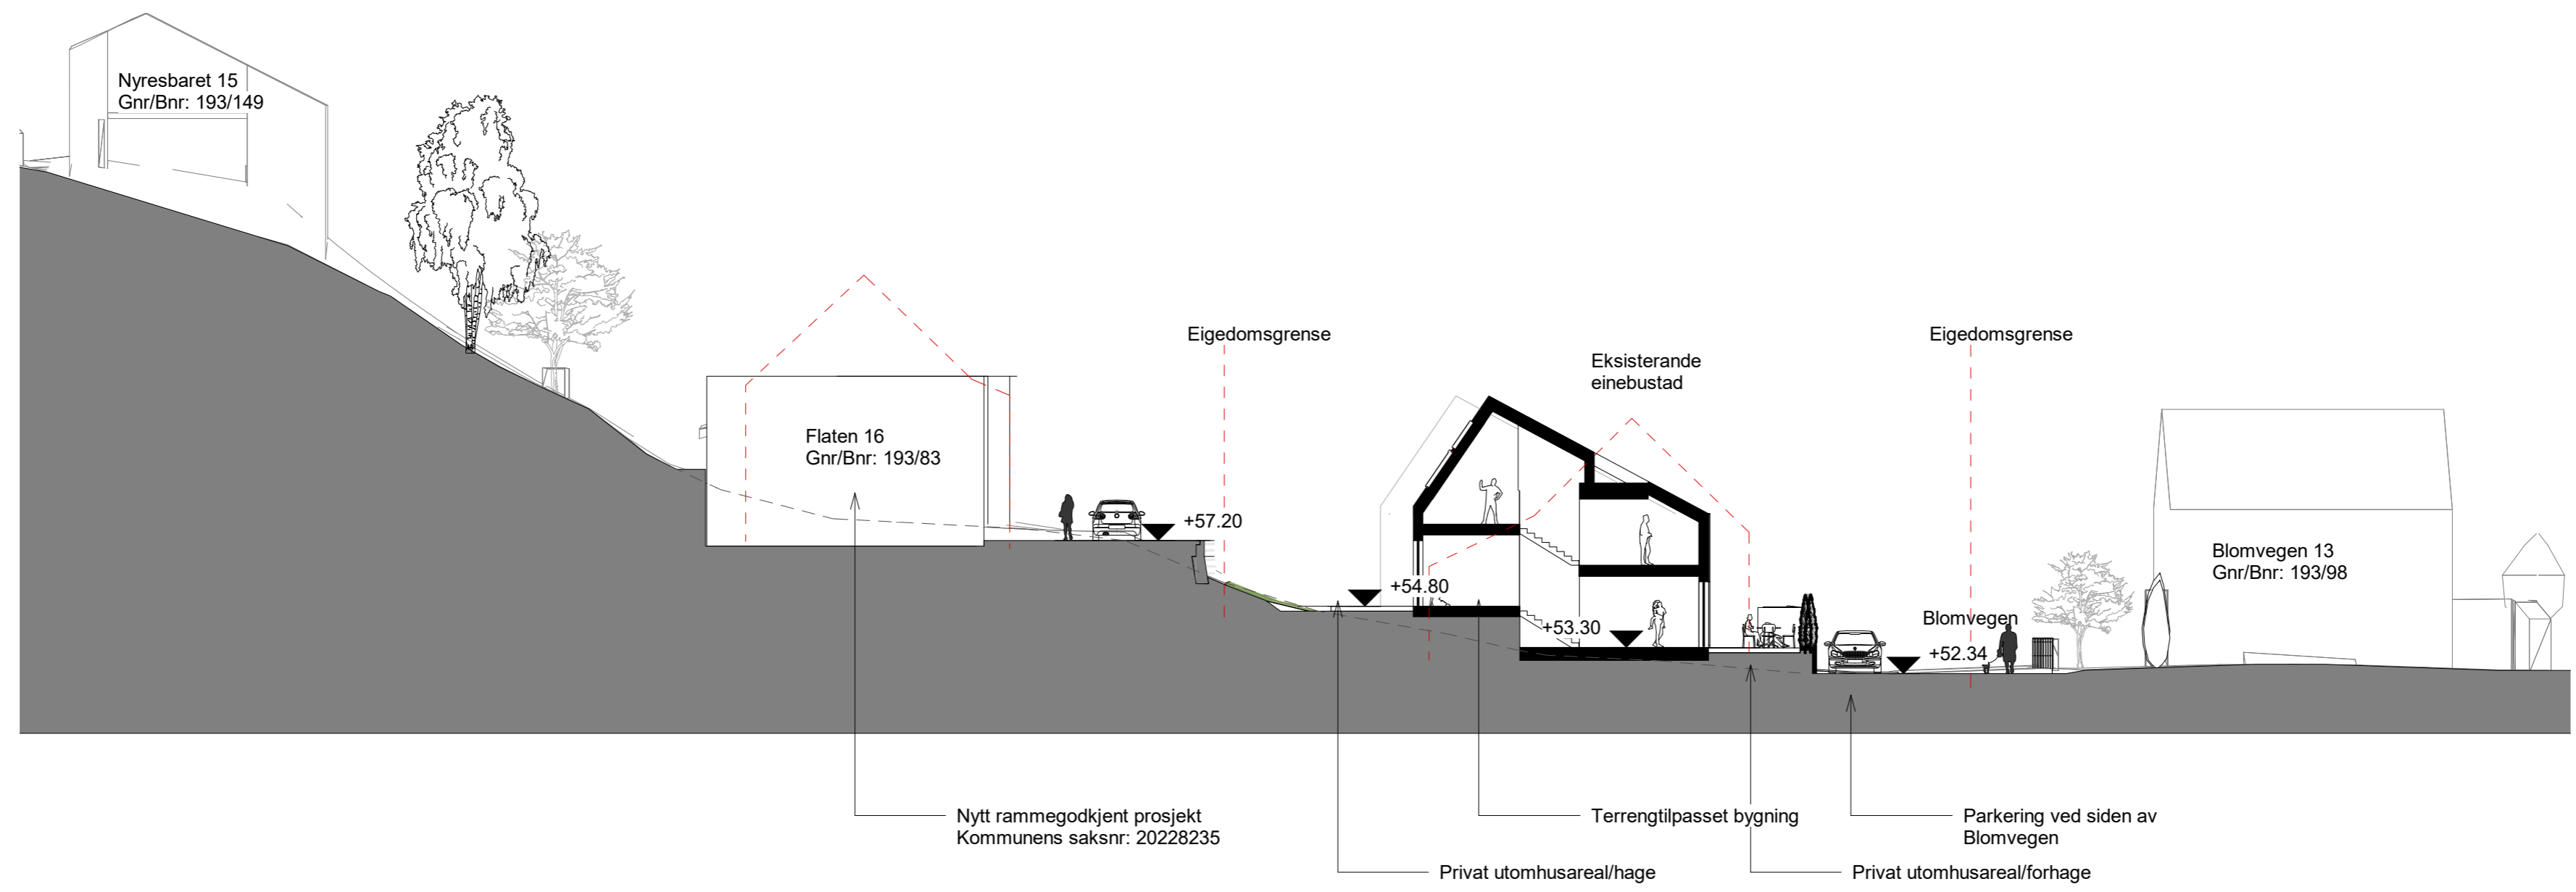 Nyresbaret 15
Gnr/Bnr: 193/149
Eigedomsgrense
Eigedomsgrense
Eksisterande
einebustad
Flaten 16
Gnr/Bnr: 193/83
+57.20
+54.80
+53.30
Blomvegen
+52.34
Blomvegen 13
Gnr/Bnr: 193/98
Nytt rammegodkjent prosjekt
Kommunens saksnr: 20228235
Terrengtilpasset bygning
Parkering ved siden av
Blomvegen
Privat utomhusareal/hage
Privat utomhusareal/forhage